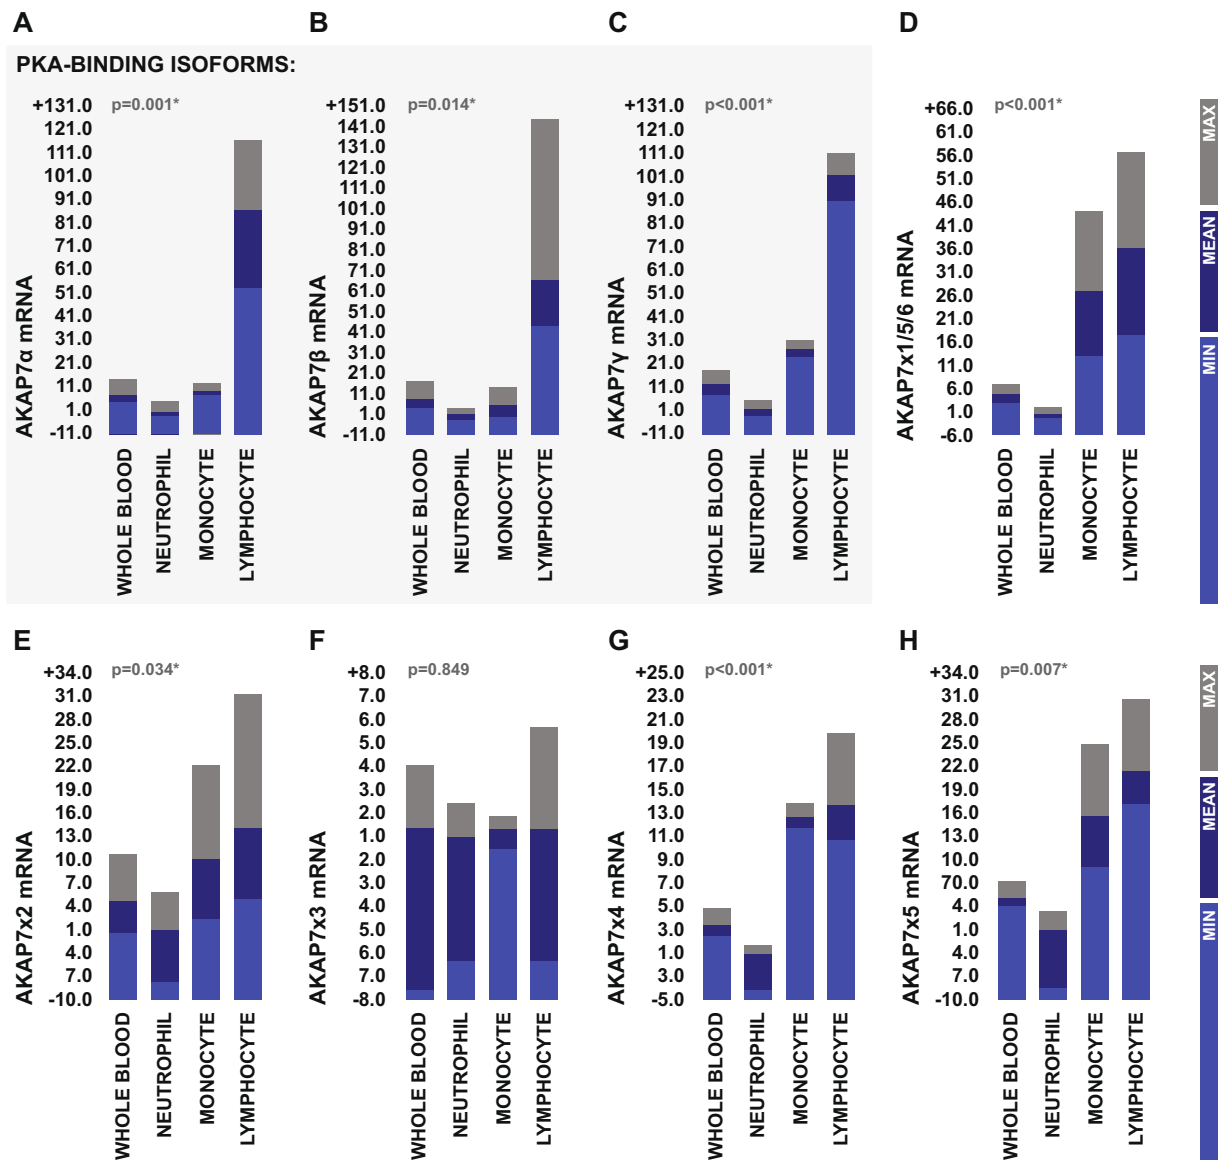 A
B
C
D
PKA-BINDING ISOFORMS:
AKAP7α mRNA
p=0.001*
+131.0
121.0
111.0
101.0
91.0
81.0
71.0
61.0
51.0
41.0
31.0
21.0
11.0
1.0
-11.0
WHOLE BLOOD
NEUTROPHIL
MONOCYTE
LYMPHOCYTE
AKAP7β mRNA
p=0.014*
+151.0
141.0
131.0
121.0
111.0
101.0
91.0
81.0
71.0
61.0
51.0
41.0
31.0
21.0
11.0
1.0
-11.0
WHOLE BLOOD
NEUTROPHIL
MONOCYTE
LYMPHOCYTE
AKAP7γ mRNA
p<0.001*
+131.0
121.0
111.0
101.0
91.0
81.0
71.0
61.0
51.0
41.0
31.0
21.0
11.0
1.0
-11.0
WHOLE BLOOD
NEUTROPHIL
MONOCYTE
LYMPHOCYTE
AKAP7x1/5/6 mRNA
p<0.001*
+66.0
61.0
56.0
51.0
46.0
41.0
36.0
31.0
26.0
21.0
16.0
11.0
6.0
1.0
-6.0
WHOLE BLOOD
NEUTROPHIL
MONOCYTE
LYMPHOCYTE
MAX
MEAN
MIN
E
F
G
H
AKAP7x2 mRNA
p=0.034*
+34.0
31.0
28.0
25.0
22.0
19.0
16.0
13.0
10.0
7.0
4.0
1.0
4.0
7.0
-10.0
WHOLE BLOOD
NEUTROPHIL
MONOCYTE
LYMPHOCYTE
AKAP7x3 mRNA
p=0.849
+8.0
7.0
6.0
5.0
4.0
3.0
2.0
1.0
2.0
3.0
4.0
5.0
6.0
7.0
-8.0
WHOLE BLOOD
NEUTROPHIL
MONOCYTE
LYMPHOCYTE
AKAP7x4 mRNA
p<0.001*
+25.0
23.0
21.0
19.0
17.0
15.0
13.0
11.0
9.0
7.0
5.0
3.0
1.0
3.0
-5.0
WHOLE BLOOD
NEUTROPHIL
MONOCYTE
LYMPHOCYTE
AKAP7x5 mRNA
p=0.007*
+34.0
31.0
28.0
25.0
22.0
19.0
16.0
13.0
10.0
70.0
4.0
1.0
4.0
7.0
-10.0
WHOLE BLOOD
NEUTROPHIL
MONOCYTE
LYMPHOCYTE
MAX
MEAN
MIN